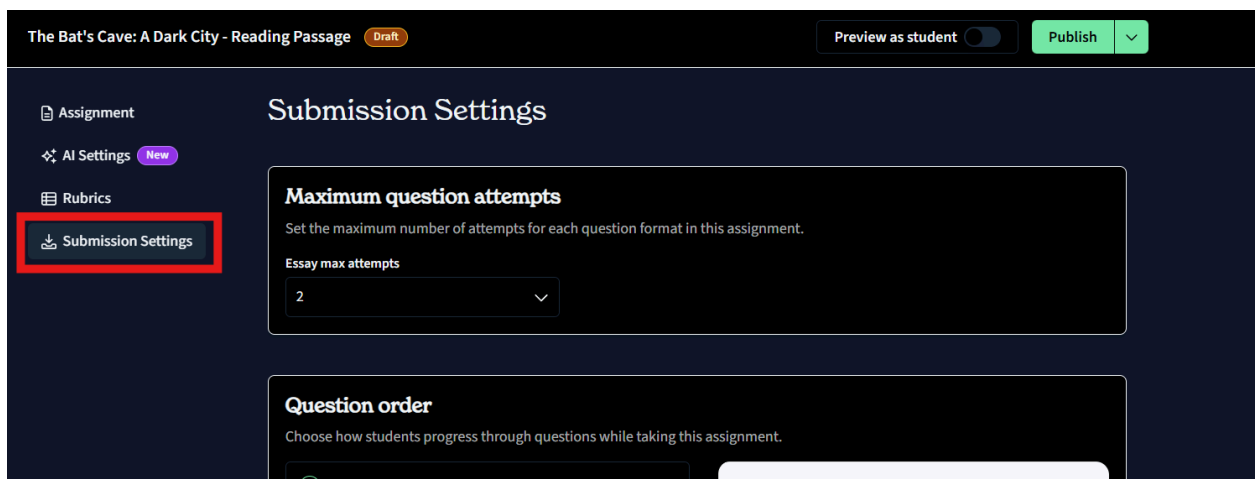 The Bat's Cave: A Dark City - Reading Passage Draft Preview as student Publish
Assignment
AI Settings New
Rubrics
Submission Settings
Submission Settings
Maximum question attempts
Set the maximum number of attempts for each question format in this assignment.
Essay max attempts
2
Question order
Choose how students progress through questions while taking this assignment.